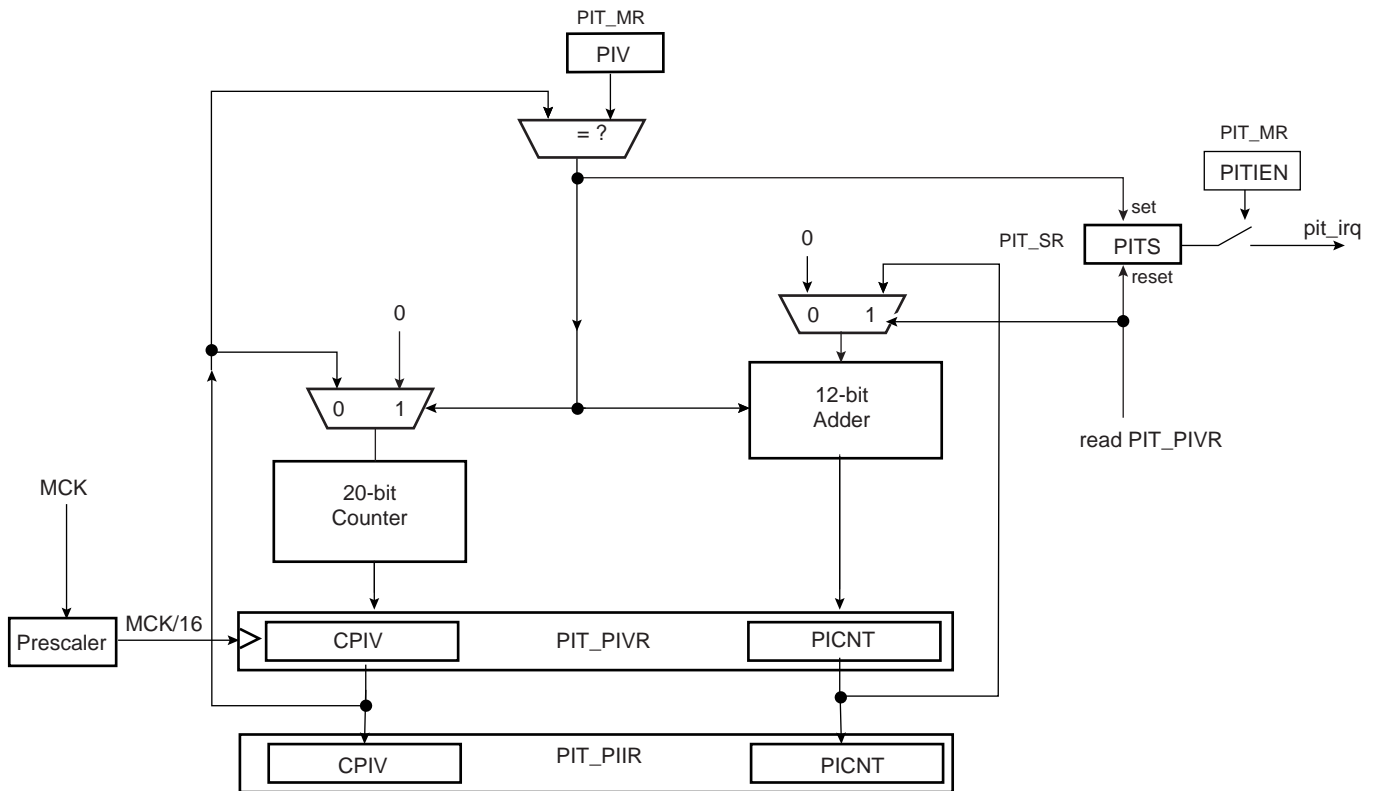 PIT_MR
PIV
= ?
PIT_MR
PITIEN
set
PIT_SR
PITS
pit_irq
reset
0
0 1
0
0 1
12-bit
Adder
read PIT_PIVR
MCK
20-bit
Counter
Prescaler
MCK/16
CPIV
PIT_PIVR
PICNT
CPIV
PIT_PIIR
PICNT